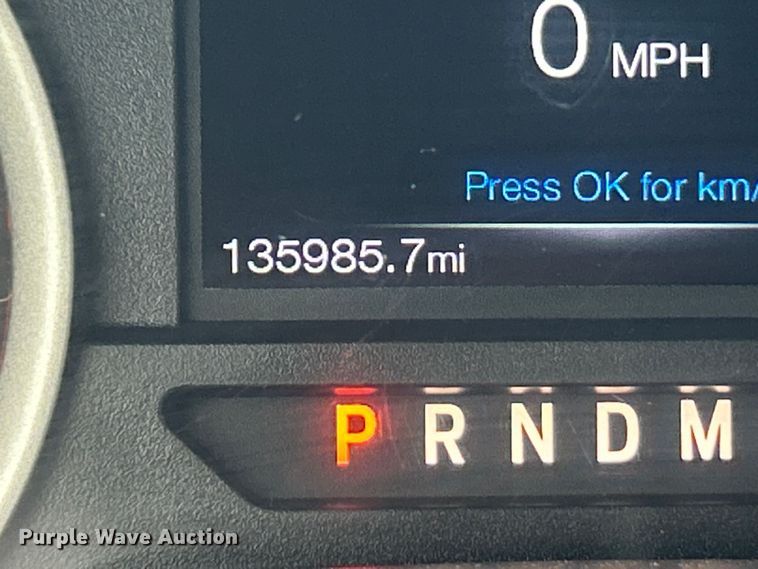 0 MPH
Press OK for km/
135985.7mi
P R N D M
Purple Wave Auction